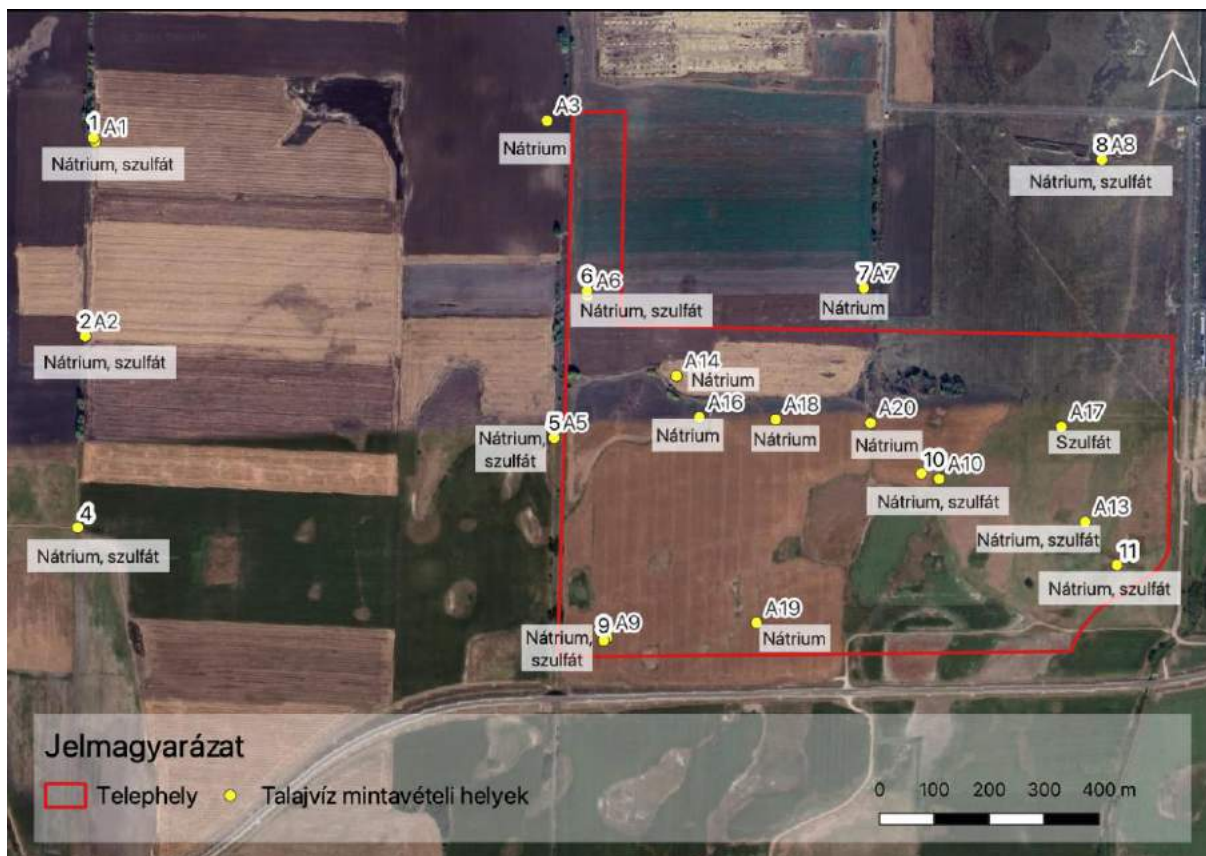 A3
Nátrium
1 A1
Nátrium, szulfát
8 A8
Nátrium, szulfát
6 A6
Nátrium, szulfát
7 A7
Nátrium
2 A2
Nátrium, szulfát
A14
Nátrium
A16
Nátrium
A18
Nátrium
A20
Nátrium
A17
Szulfát
5 A5
Nátrium,
szulfát
10 A10
Nátrium, szulfát
4
Nátrium, szulfát
A13
Nátrium, szulfát
11
Nátrium, szulfát
9 A9
Nátrium,
szulfát
A19
Nátrium
Jelmagyarázat
Telephely
Talajvíz mintavételi helyek
0 100 200 300 400 m